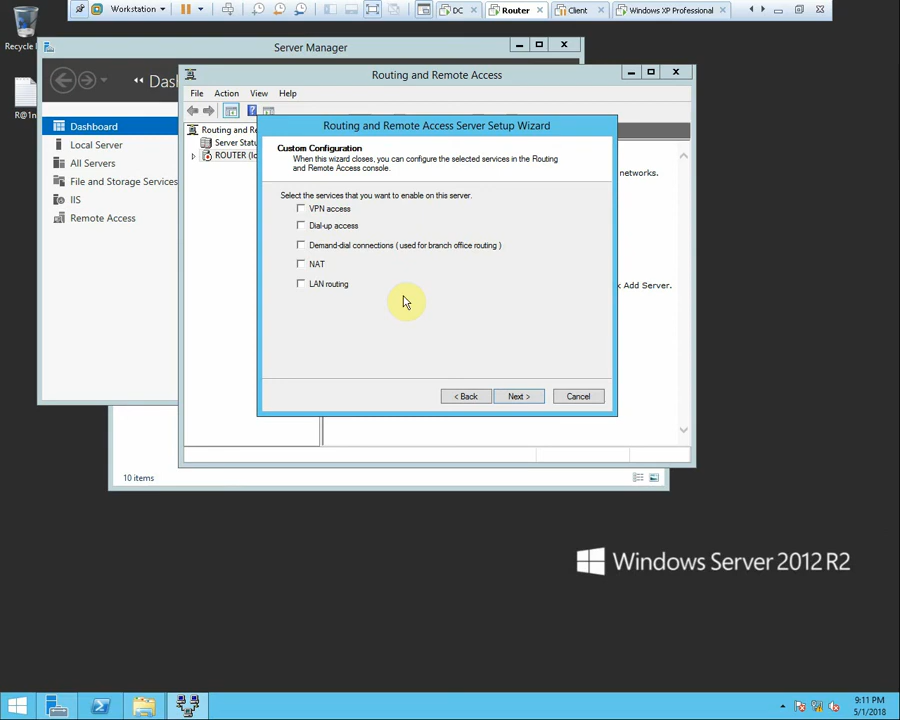 Workstation
DC
Router
Client
Windows XP Professional
Server Manager
Routing and Remote Access
File
Action
View
Help
Routing and Remote Access Server Setup Wizard
Dashboard
Local Server
All Servers
File and Storage Services
IIS
Remote Access
Routing and Re
Server Statu
ROUTER (lo
Custom Configuration
When this wizard closes, you can configure the selected services in the Routing
and Remote Access console.
Select the services that you want to enable on this server.
VPN access
Dial-up access
Demand-dial connections ( used for branch office routing )
NAT
LAN routing
< Back
Next >
Cancel
networks.
k Add Server.
10 items
Windows Server 2012 R2
9:11 PM
5/1/2018